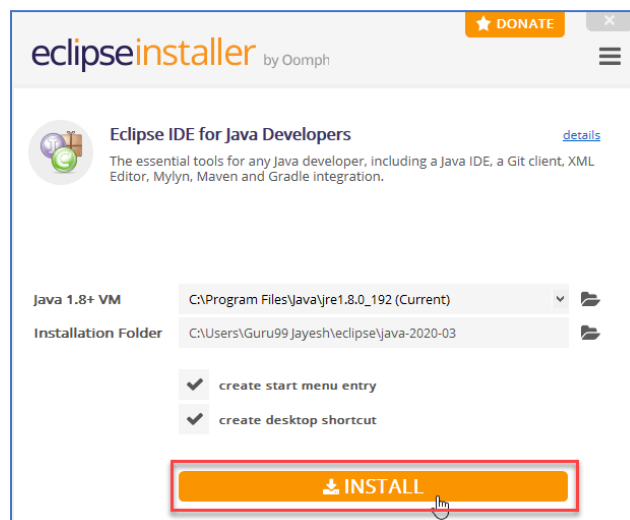 DONATE
eclipseinstaller by Oomph
Eclipse IDE for Java Developers details
The essential tools for any Java developer, including a Java IDE, a Git client, XML
Editor, Mylyn, Maven and Gradle integration.
Java 1.8+ VM C:\Program Files\Java\jre1.8.0_192 (Current)
Installation Folder C:\Users\Guru99 Jayesh\eclipse\java-2020-03
create start menu entry
create desktop shortcut
INSTALL